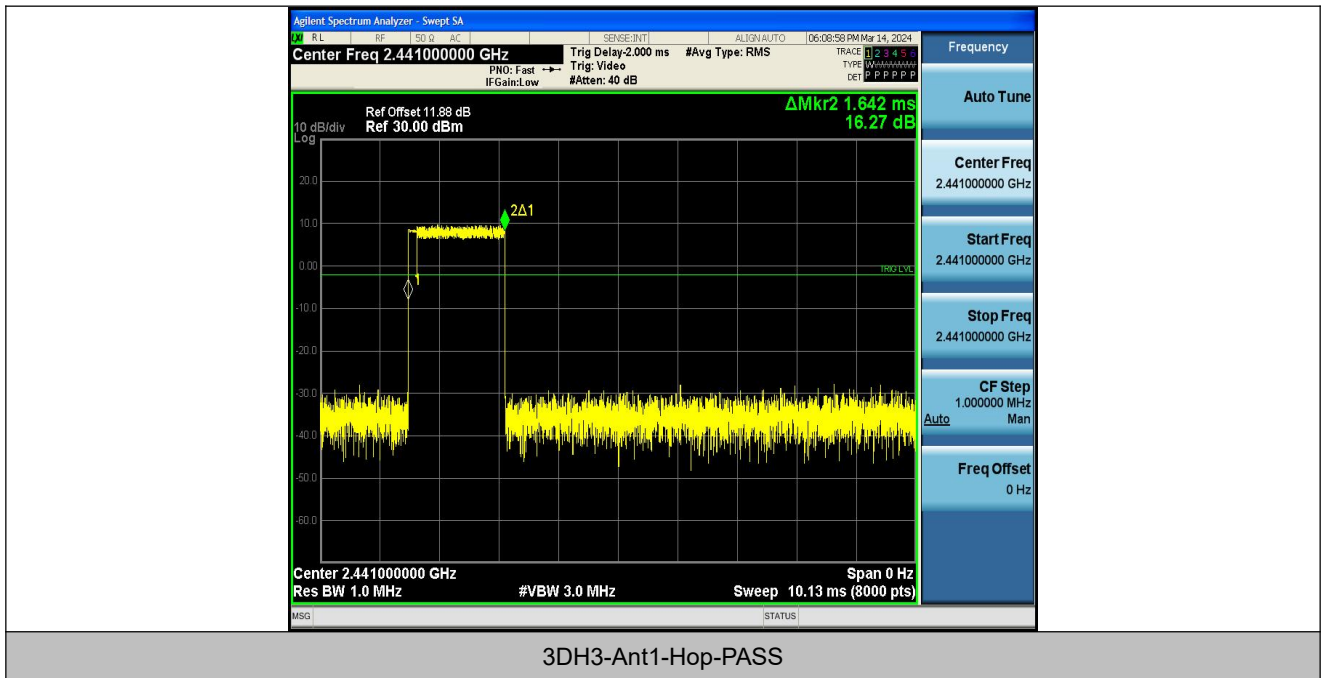 Agilent Spectrum Analyzer - Swept SA
LXI RL RF 50 Ω AC SENSE:INT ALIGN AUTO 06:08:58 PM Mar 14, 2024
Center Freq 2.441000000 GHz
PNO: Fast
IFGain:Low
Trig Delay-2.000 ms
Trig: Video
#Atten: 40 dB
#Avg Type: RMS
TRACE 1 2 3 4 5 6
TYPE
DET P P P P P P
Frequency
ΔMkr2 1.642 ms
16.27 dB
Ref Offset 11.88 dB
10 dB/div Ref 30.00 dBm
Log
20.0
10.0
0.00
-10.0
-20.0
-30.0
-40.0
-50.0
-60.0
2Δ1
TRIG LVL
Center 2.441000000 GHz Span 0 Hz
Res BW 1.0 MHz #VBW 3.0 MHz Sweep 10.13 ms (8000 pts)
MSG STATUS
Auto Tune
Center Freq
2.441000000 GHz
Start Freq
2.441000000 GHz
Stop Freq
2.441000000 GHz
CF Step
1.000000 MHz
Auto Man
Freq Offset
0 Hz
3DH3-Ant1-Hop-PASS